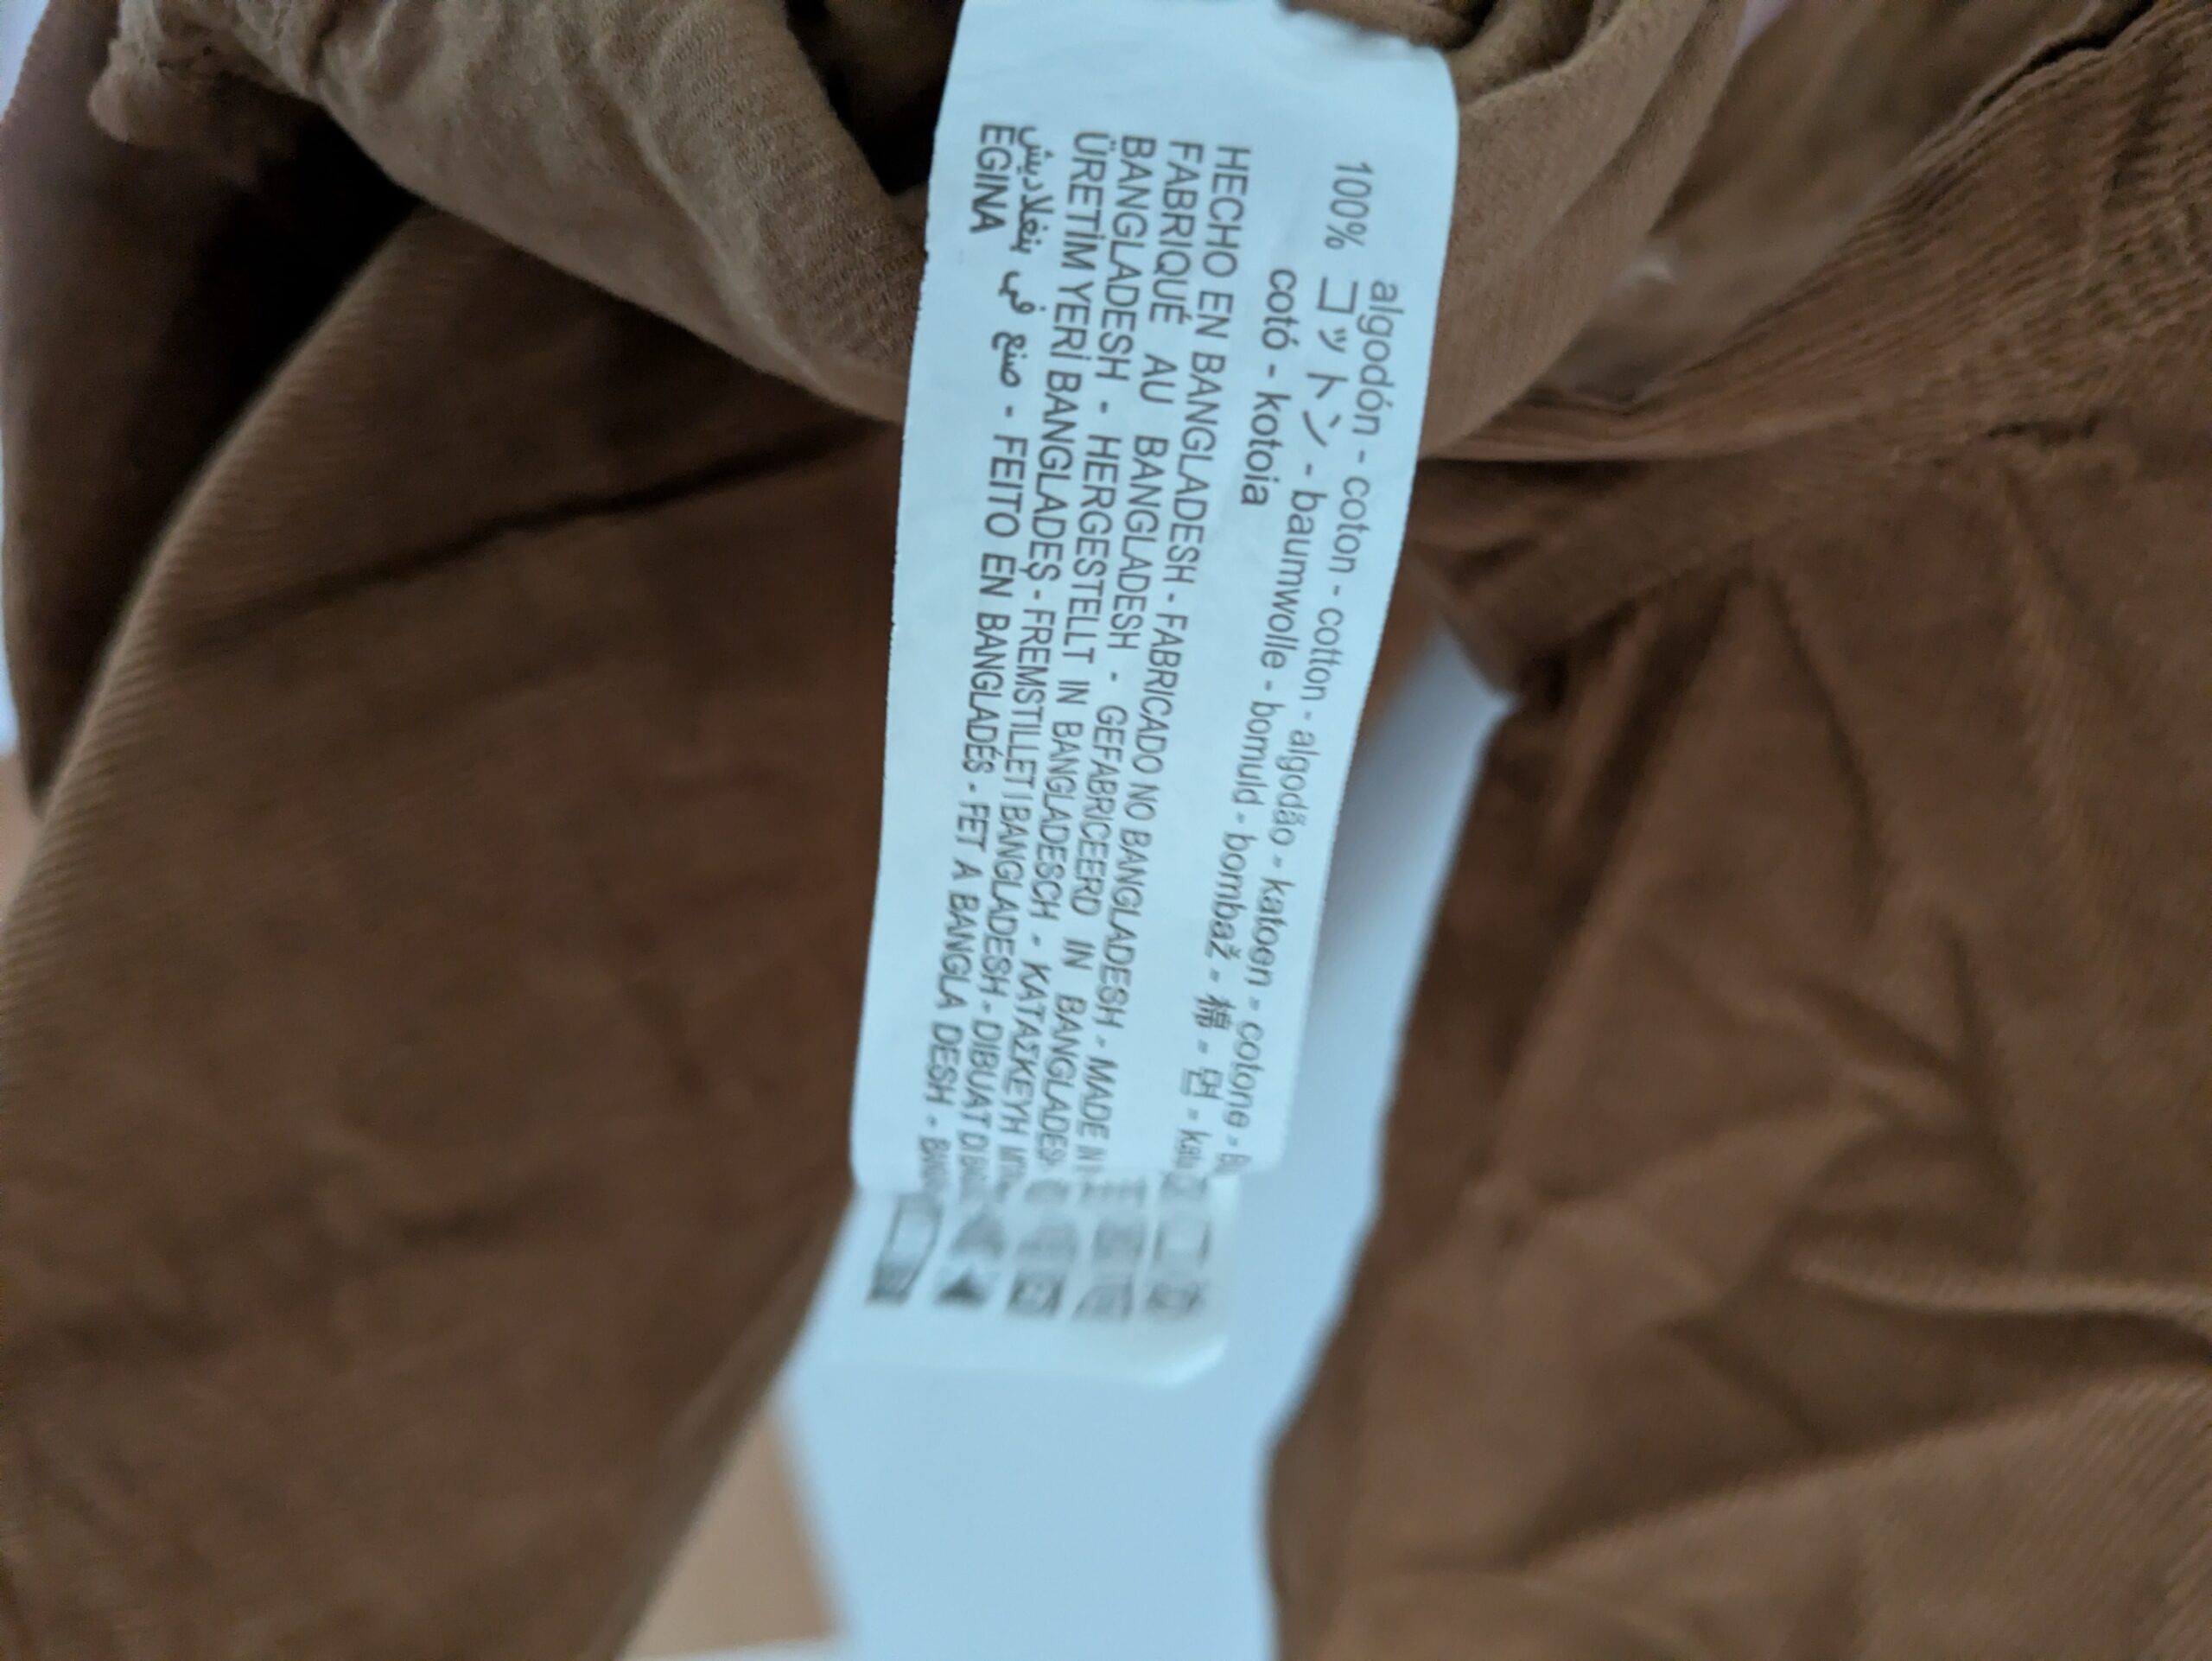 algodón - coton - cotton - algodão - katoen - cotone -
100% コットン - baumwolle - bomuld - bombaž - 棉 - 면 -
cotó - kotoia
HECHO EN BANGLADESH - FABRICADO NO BANGLADESH - MADE IN
FABRIQUÉ AU BANGLADESH - GEFABRICEERD IN BANGLADESH
BANGLADESH - HERGESTELLT IN BANGLADESCH - ΚΑΤΑΣΚΕΥΗ
ÜRETİM YERİ BANGLADEŞ - FREMSTILLET I BANGLADESH - DIBUAT DI
صنع في بنغلاديش - FEITO EN BANGLADÉS - FET A BANGLA DESH -
EGINA